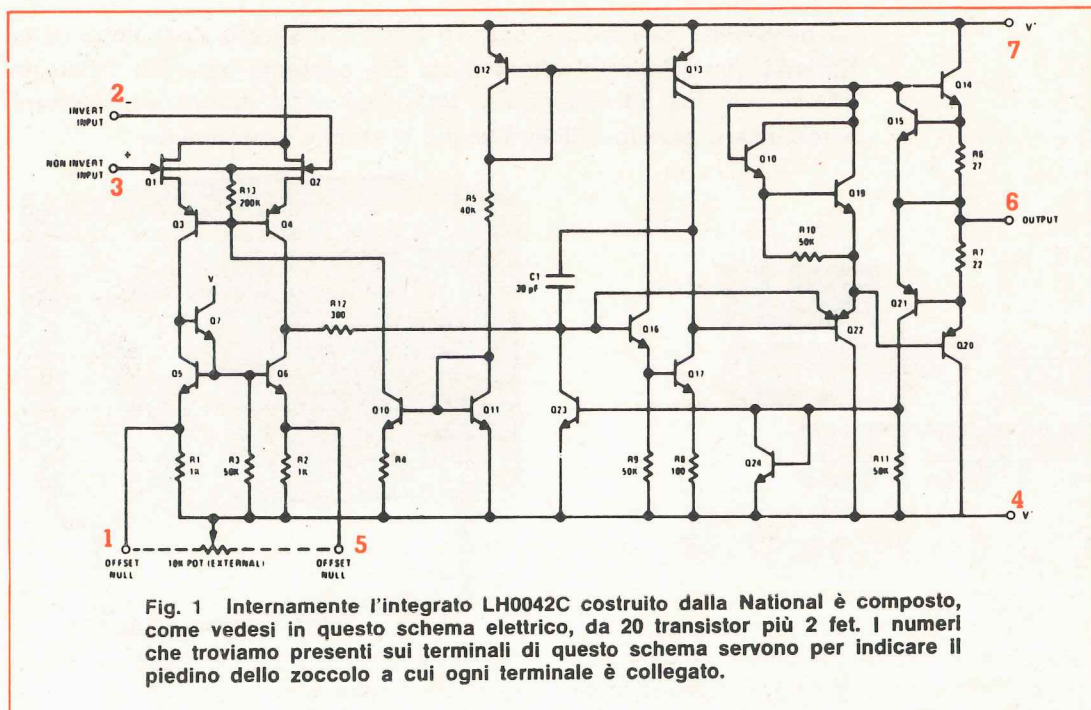 7 V+
Q12
Q13
Q14
2 INVERT
INPUT
-
Q15
NON INVERT
INPUT
+
3
Q1
R13
200K
Q2
Q18
R6
27
R5
40K
Q19
6 OUTPUT
Q3
Q4
R10
50K
R7
22
C1
30 pF
V
Q7
R12
300
Q21
Q16
Q22
Q20
Q5
Q6
Q10
Q11
Q23
Q17
R1
1K
R3
50K
R2
1K
R4
R9
50K
R8
100
Q24
R11
50K
4 V-
1
5
OFFSET
NULL
10K POT (EXTERNAL)
OFFSET
NULL
Fig. 1 Internamente l'integrato LH0042C costruito dalla National è composto,
come vedesi in questo schema elettrico, da 20 transistor più 2 fet. I numeri
che troviamo presenti sui terminali di questo schema servono per indicare il
piedino dello zoccolo a cui ogni terminale è collegato.